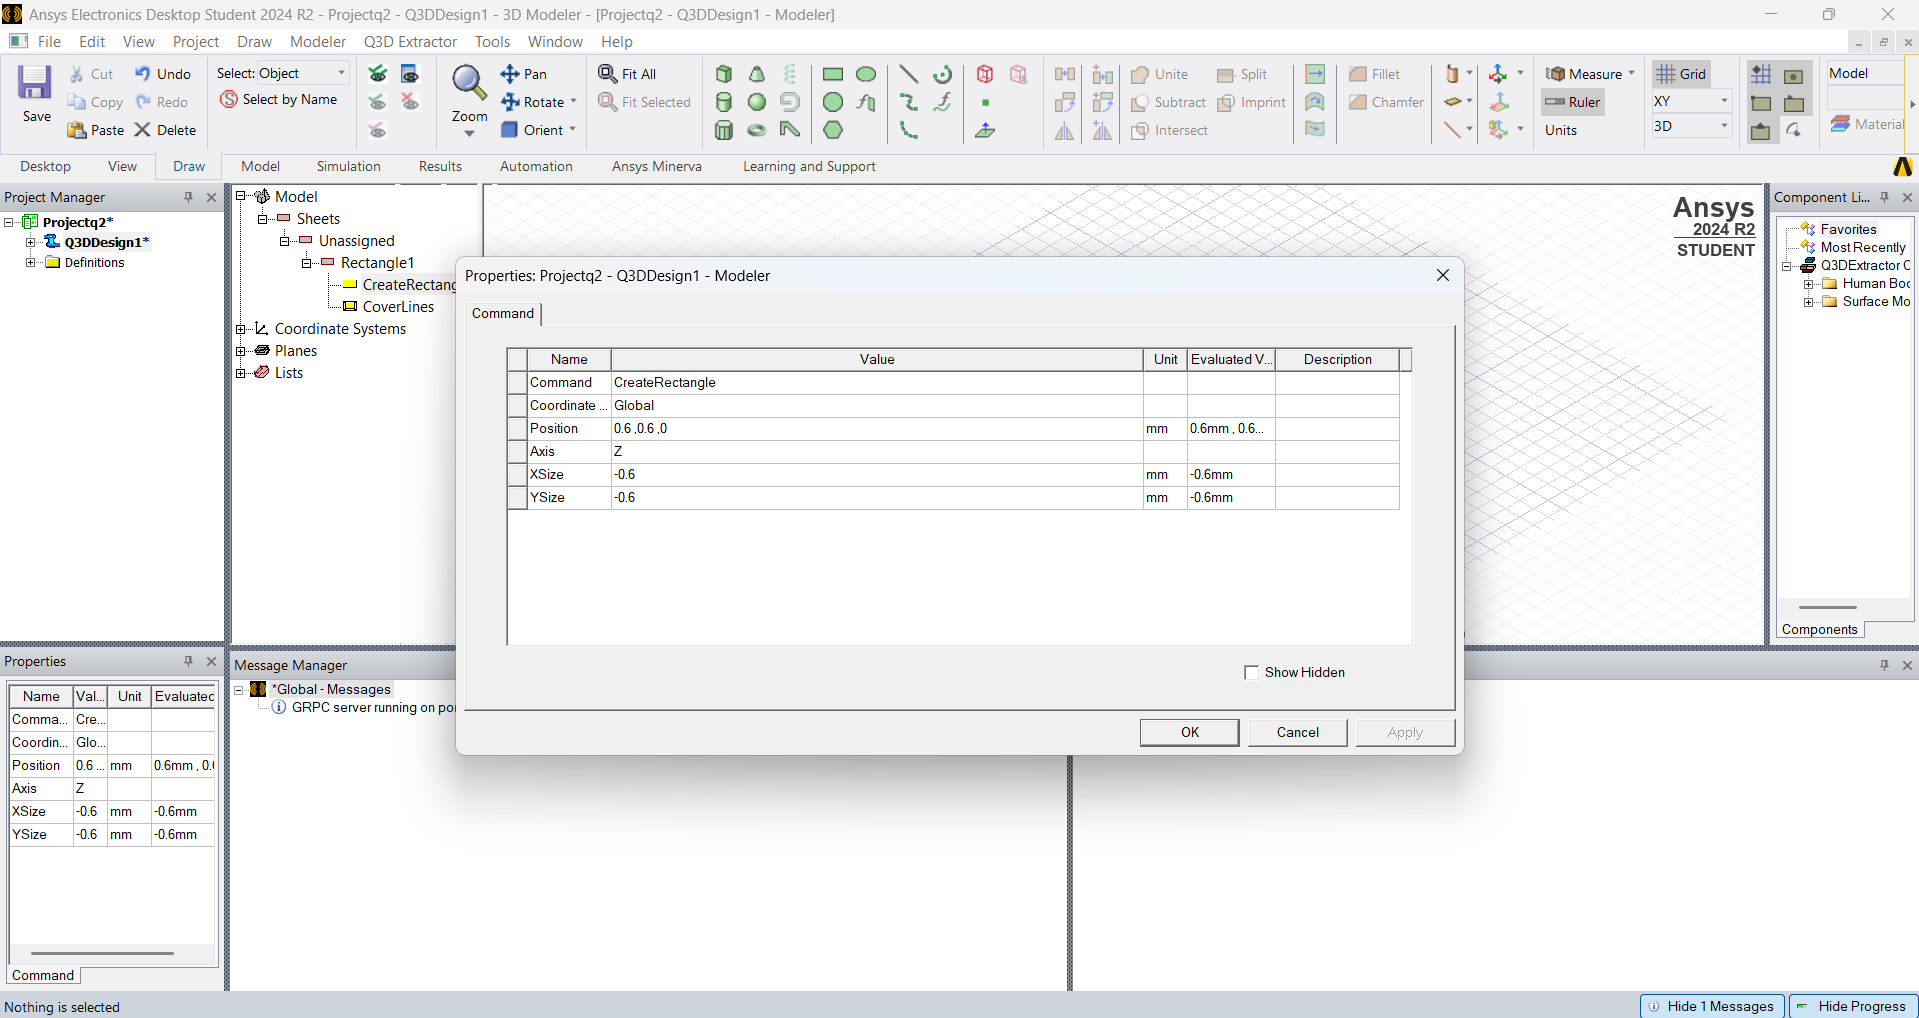 Ansys Electronics Desktop Student 2024 R2 - Projectq2 - Q3DDesign1 - 3D Modeler - [Projectq2 - Q3DDesign1 - Modeler]
File Edit View Project Draw Modeler Q3D Extractor Tools Window Help
Save
Cut
Copy
Paste
Undo
Redo
Delete
Select: Object
Select by Name
Zoom
Pan
Rotate
Orient
Fit All
Fit Selected
Unite
Subtract
Intersect
Split
Imprint
Fillet
Chamfer
Measure
Ruler
Units
Grid
XY
3D
Model
Material
Desktop View Draw Model Simulation Results Automation Ansys Minerva Learning and Support
Project Manager
Projectq2*
Q3DDesign1*
Definitions
Model
Sheets
Unassigned
Rectangle1
CreateRectang
CoverLines
Coordinate Systems
Planes
Lists
Ansys
2024 R2
STUDENT
Component Li...
Favorites
Most Recently
Q3DExtractor C
Human Boc
Surface Mo
Components
Properties: Projectq2 - Q3DDesign1 - Modeler
Command
Name Value Unit Evaluated V... Description
Command CreateRectangle
Coordinate ... Global
Position 0.6 ,0.6 ,0 mm 0.6mm , 0.6...
Axis Z
XSize -0.6 mm -0.6mm
YSize -0.6 mm -0.6mm
Show Hidden
OK Cancel Apply
Properties
Name Val... Unit Evaluated
Comma... Cre...
Coordin... Glo...
Position 0.6 ... mm 0.6mm , 0.
Axis Z
XSize -0.6 mm -0.6mm
YSize -0.6 mm -0.6mm
Command
Message Manager
*Global - Messages
GRPC server running on po
Nothing is selected
Hide 1 Messages
Hide Progress